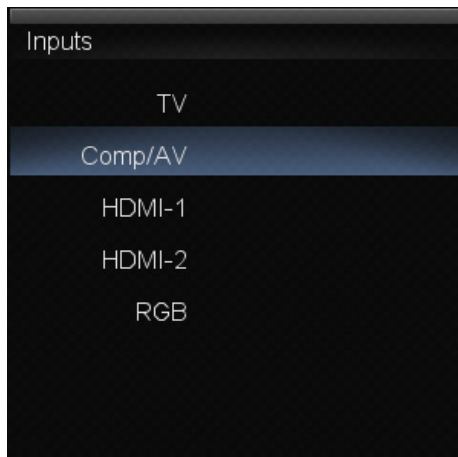 Inputs
TV
Comp/AV
HDMI-1
HDMI-2
RGB